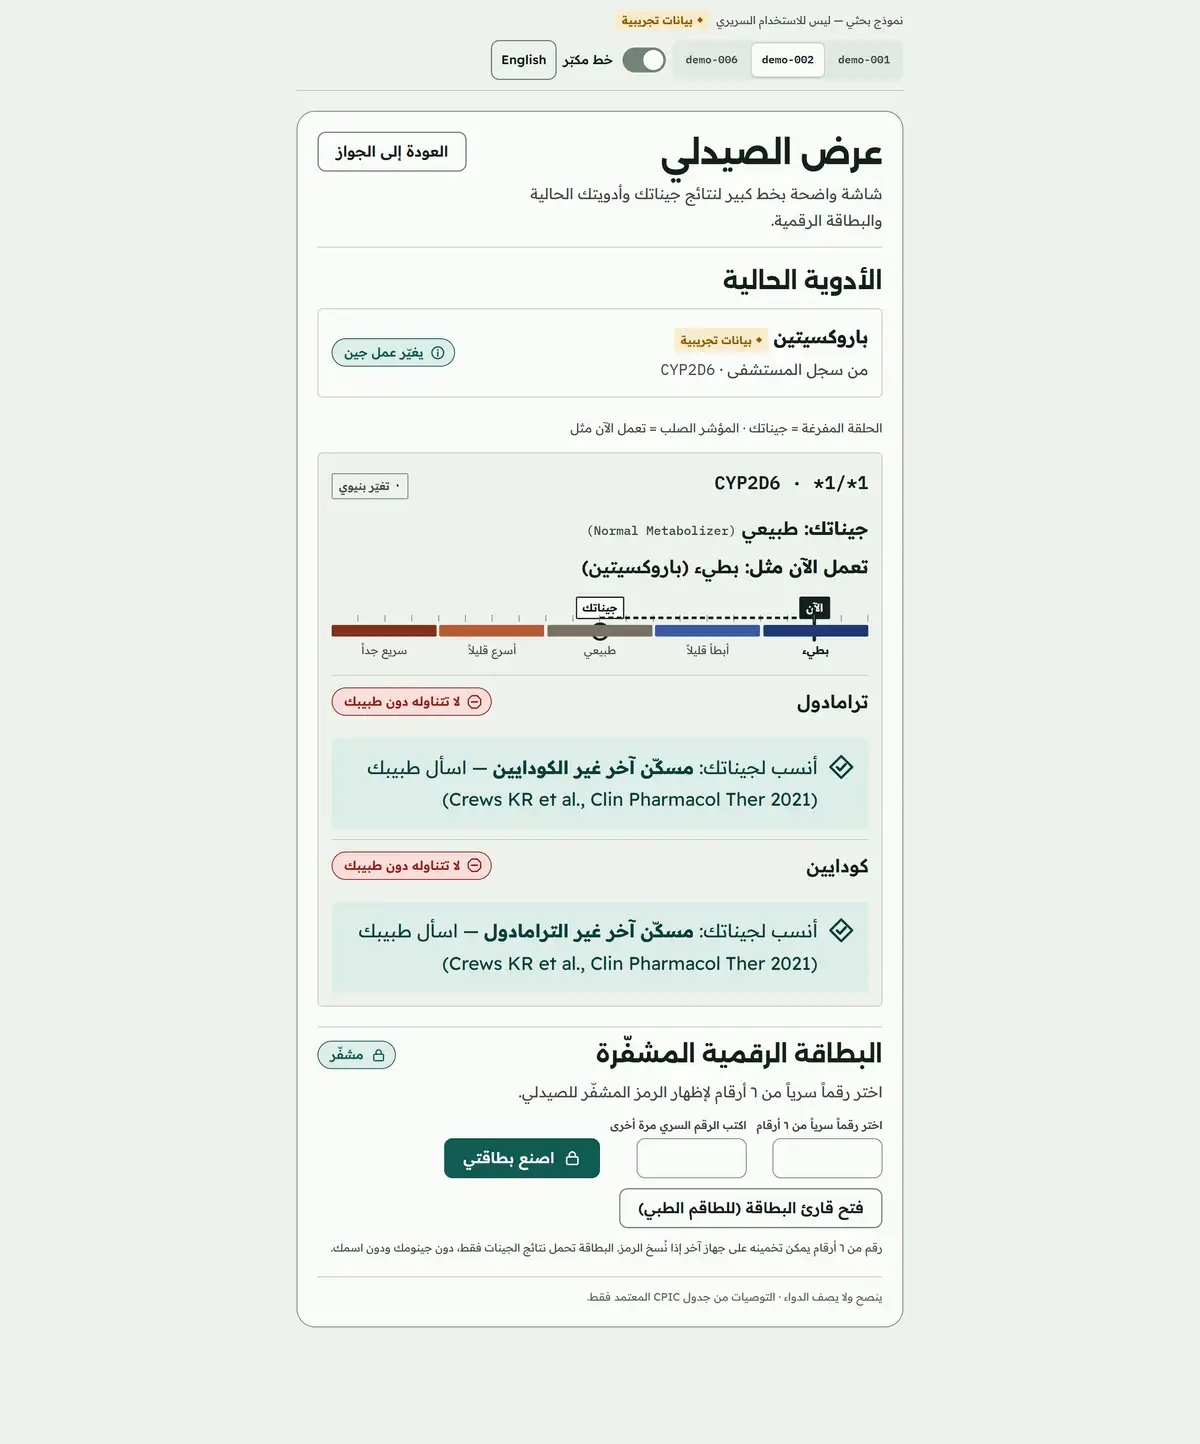 نموذج بحثي — ليس للاستخدام السريري ◆ بيانات تجريبية
demo-001 demo-002 demo-006 خط مكبّر English
عرض الصيدلي
العودة إلى الجواز
شاشة واضحة بخط كبير لنتائج جيناتك وأدويتك الحالية
والبطاقة الرقمية.
الأدوية الحالية
باروكسيتين ◆ بيانات تجريبية
يغيّر عمل جين
من سجل المستشفى · CYP2D6
الحلقة المفرغة = جيناتك · المؤشر الصلب = تعمل الآن مثل
CYP2D6 · *1/*1
· تغيّر بنيوي
جيناتك: طبيعي (Normal Metabolizer)
تعمل الآن مثل: بطيء (باروكسيتين)
الآن جيناتك
بطيء أبطأ قليلاً طبيعي أسرع قليلاً سريع جداً
ترامادول
لا تتناوله دون طبيبك
أنسب لجيناتك: مسكّن آخر غير الكودايين — اسأل طبيبك
(Crews KR et al., Clin Pharmacol Ther 2021)
كودايين
لا تتناوله دون طبيبك
أنسب لجيناتك: مسكّن آخر غير الترامادول — اسأل طبيبك
(Crews KR et al., Clin Pharmacol Ther 2021)
البطاقة الرقمية المشفّرة
مشفّر
اختر رقماً سرياً من ٦ أرقام لإظهار الرمز المشفّر للصيدلي.
اختر رقماً سرياً من ٦ أرقام اكتب الرقم السري مرة أخرى
اصنع بطاقتي
فتح قارئ البطاقة (للطاقم الطبي)
رقم من ٦ أرقام يمكن تخمينه على جهاز آخر إذا نُسخ الرمز. البطاقة تحمل نتائج الجينات فقط، دون جينومك ودون اسمك.
ينصح ولا يصف الدواء · التوصيات من جدول CPIC المعتمد فقط.